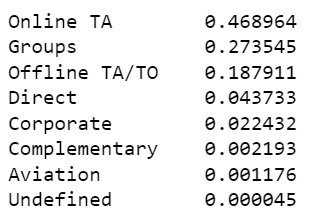 Online TA 0.468964
Groups 0.273545
Offline TA/TO 0.187911
Direct 0.043733
Corporate 0.022432
Complementary 0.002193
Aviation 0.001176
Undefined 0.000045